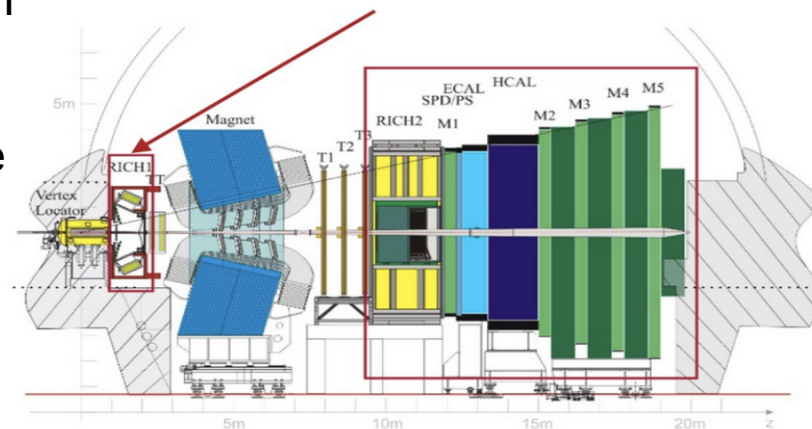 5m
HCAL
ECAL
M5
M4
SPD/PS
M3
M2
RICH2
M1
Magnet
T3
T2
T1
RICH1
TT
Vertex
Locator
e
5m
10m
15m
20m
z